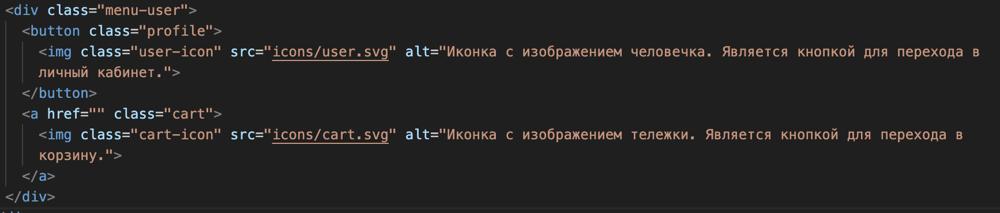 <div class="menu-user">
<button class="profile">
<img class="user-icon" src="icons/user.svg" alt="Иконка с изображением человечка. Является кнопкой для перехода в
личный кабинет.">
</button>
<a href="" class="cart">
<img class="cart-icon" src="icons/cart.svg" alt="Иконка с изображением тележки. Является кнопкой для перехода в
корзину.">
</a>
</div>